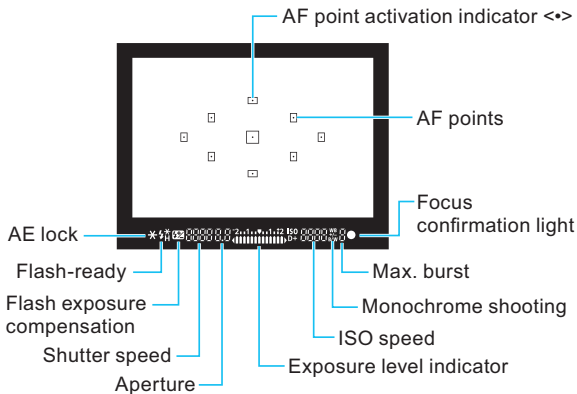 AF point activation indicator <•>
AF points
Focus
confirmation light
AE lock
ISO
D+
Flash-ready
Max. burst
Flash exposure
compensation
Monochrome shooting
ISO speed
Shutter speed
Exposure level indicator
Aperture